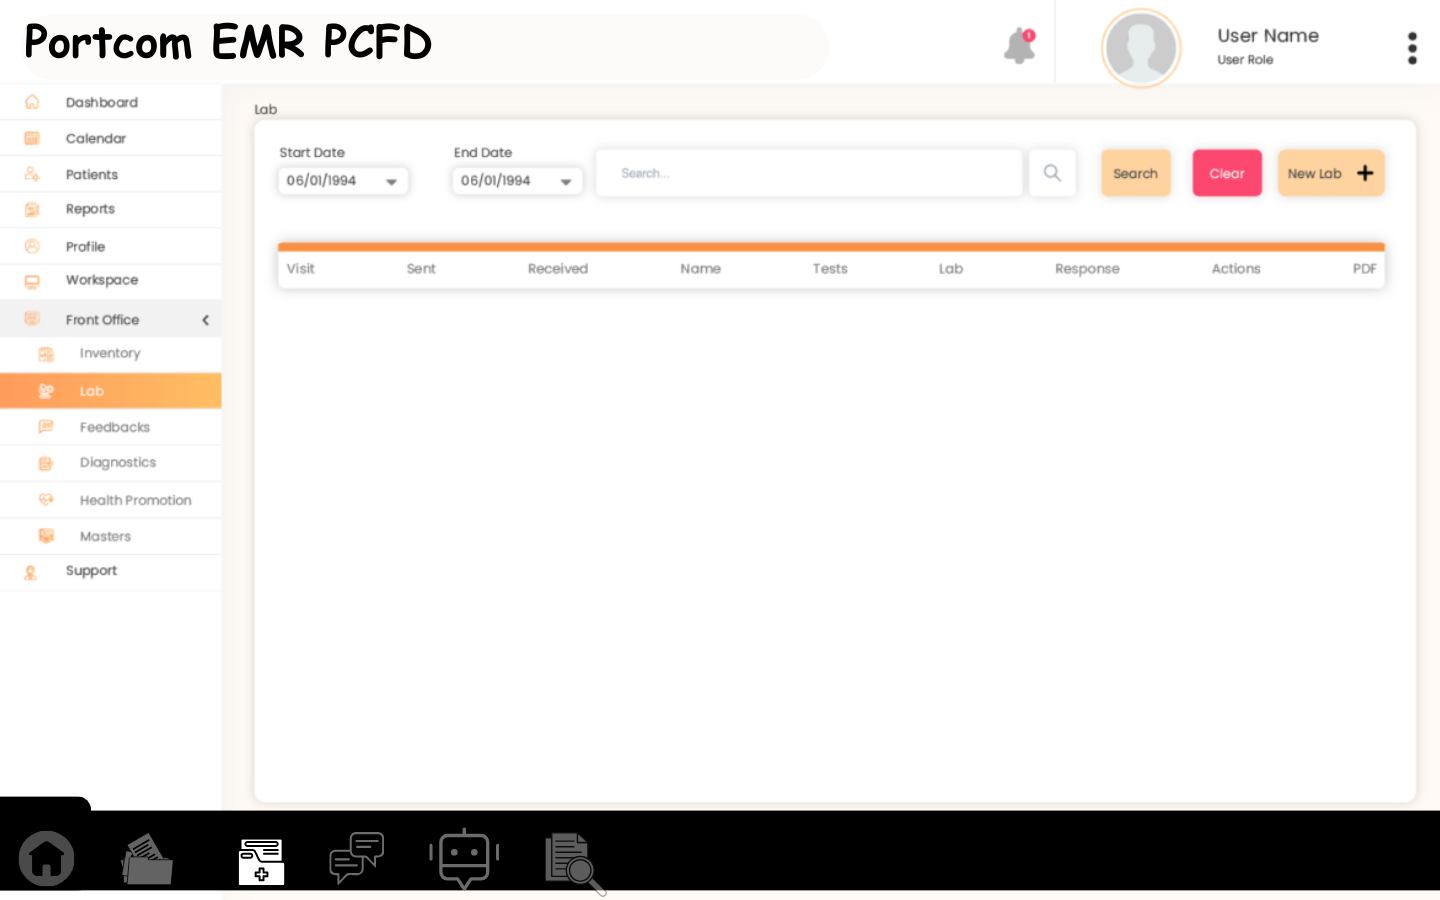 Portcom EMR PCFD
1
User Name
User Role
Dashboard
Calendar
Patients
Reports
Profile
Workspace
Front Office
Inventory
Lab
Feedbacks
Diagnostics
Health Promotion
Masters
Support
Lab
Start Date
End Date
06/01/1994
06/01/1994
Search...
Search
Clear
New Lab
Visit Sent Received Name Tests Lab Response Actions PDF